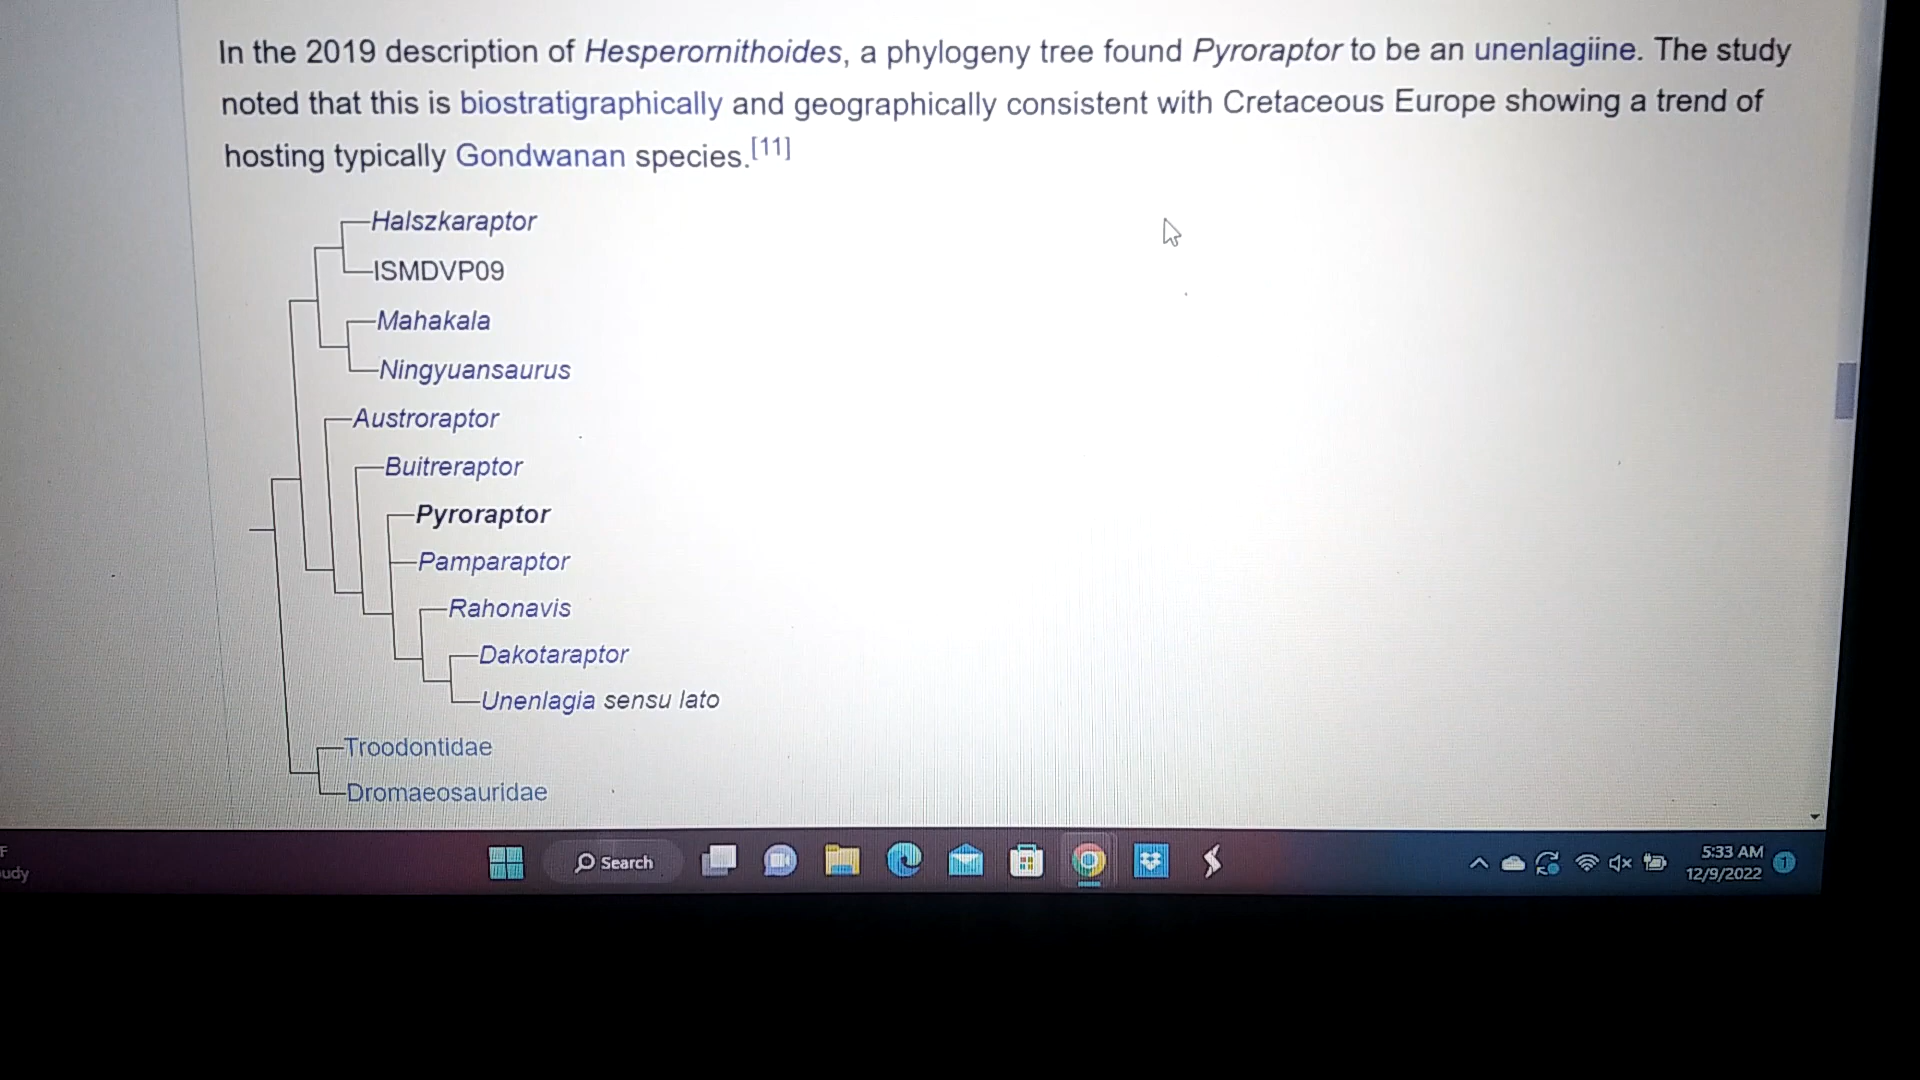 In the 2019 description of Hesperornithoides, a phylogeny tree found Pyroraptor to be an unenlagiine. The study
noted that this is biostratigraphically and geographically consistent with Cretaceous Europe showing a trend of
hosting typically Gondwanan species.[11]
Halszkaraptor
ISMDVP09
Mahakala
Ningyuansaurus
Austroraptor
Buitreraptor
Pyroraptor
Pamparaptor
Rahonavis
Dakotaraptor
Unenlagia sensu lato
Troodontidae
Dromaeosauridae
F
udy
Search
5:33 AM
12/9/2022
1